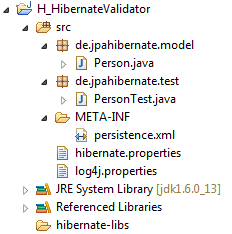 H_HibernateValidator
src
de.jpahibernate.model
Person.java
de.jpahibernate.test
PersonTest.java
META-INF
persistence.xml
hibernate.properties
log4j.properties
JRE System Library [jdk1.6.0_13]
Referenced Libraries
hibernate-libs